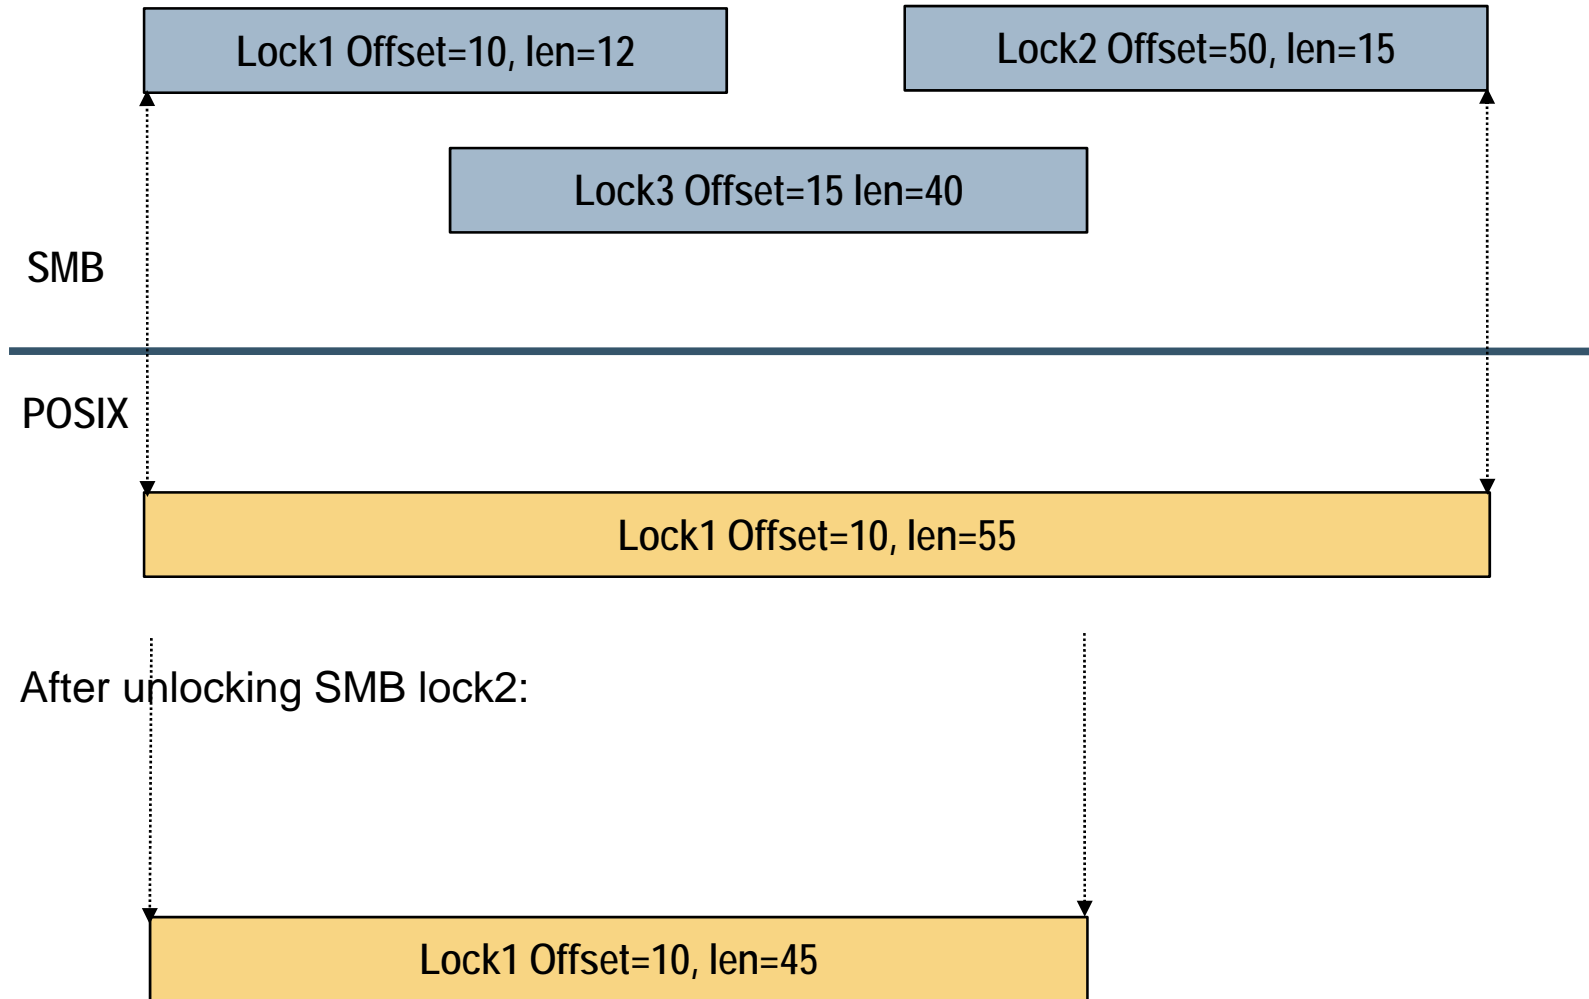 Lock1 Offset=10, len=12
Lock2 Offset=50, len=15
Lock3 Offset=15 len=40
SMB
POSIX
Lock1 Offset=10, len=55
After unlocking SMB lock2:
Lock1 Offset=10, len=45